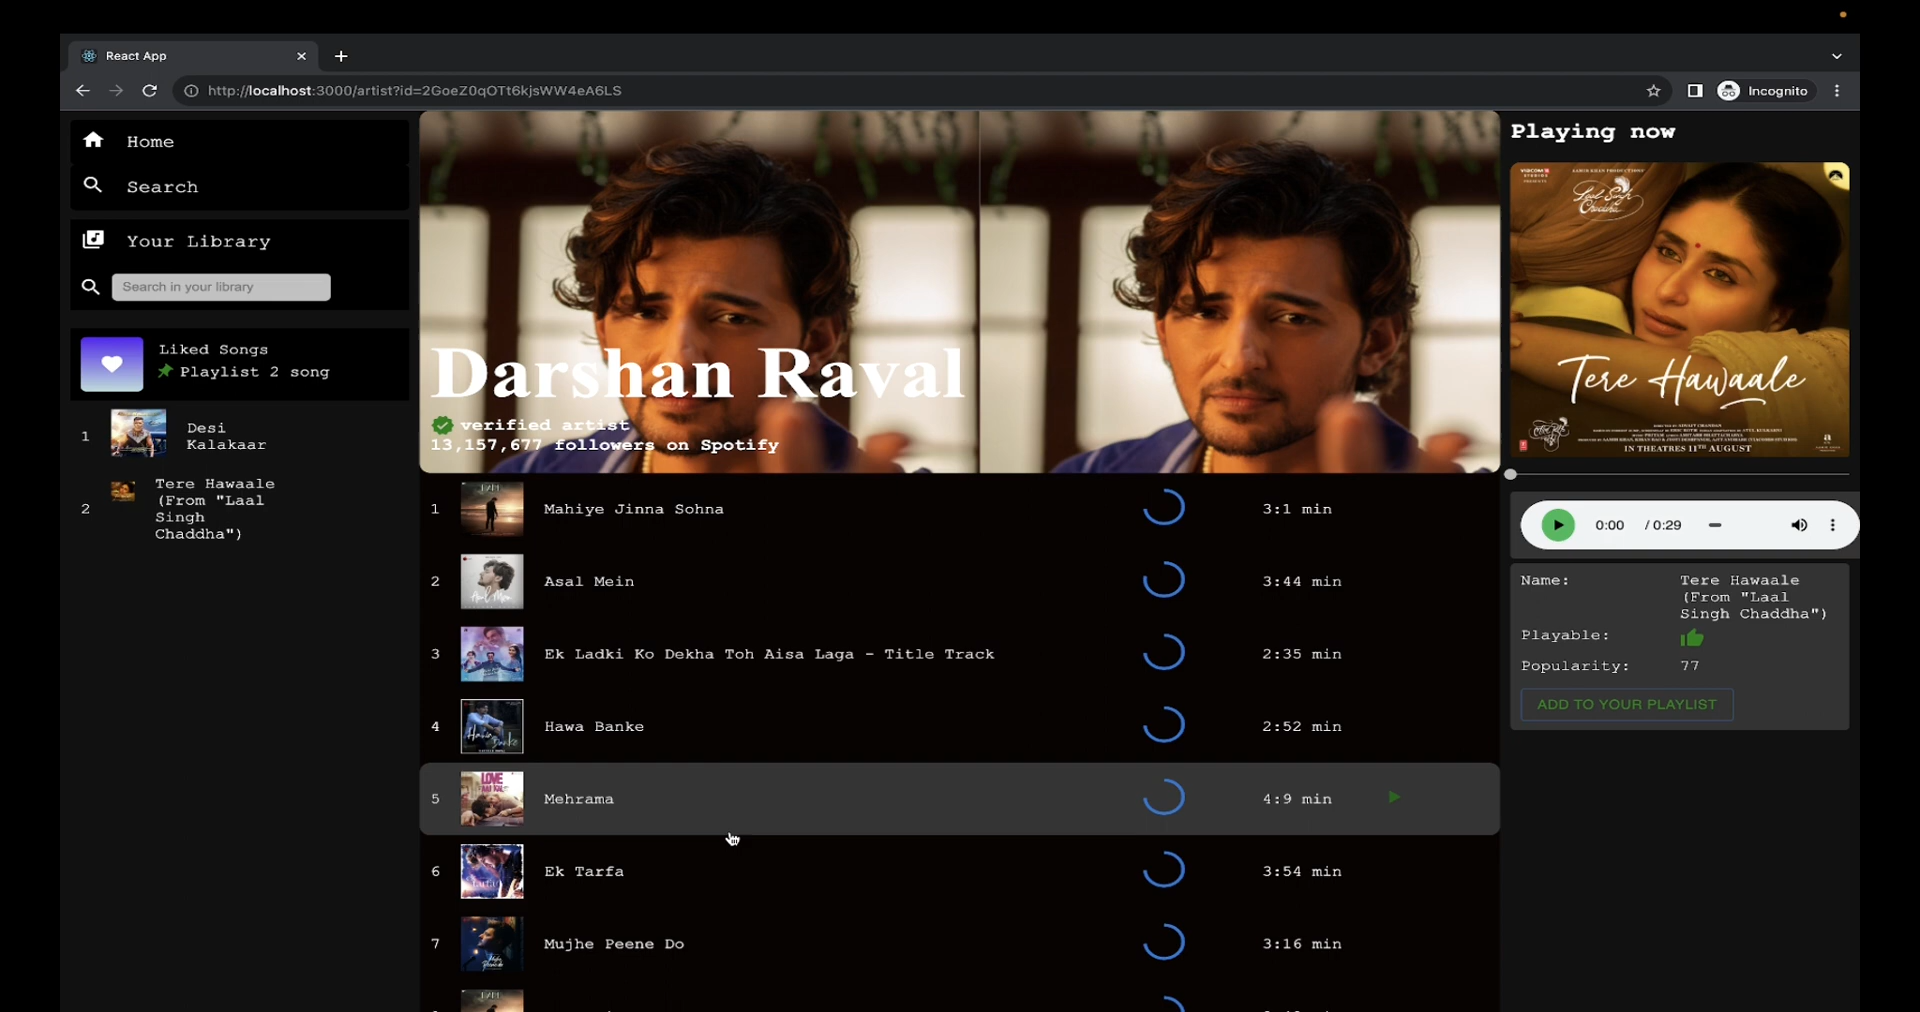 React App
http://localhost:3000/artist?id=2GoeZ0qOTt6kjsWW4eA6LS
Incognito
Home
Search
Your Library
Search in your library
Liked Songs
Playlist 2 song
1
Desi
Kalakaar
2
Tere Hawaale
(From "Laal
Singh
Chaddha")
Darshan Raval
verified artist
13,157,677 followers on Spotify
1 Mahiye Jinna Sohna 3:1 min
2 Asal Mein 3:44 min
3 Ek Ladki Ko Dekha Toh Aisa Laga - Title Track 2:35 min
4 Hawa Banke 2:52 min
5 Mehrama 4:9 min
6 Ek Tarfa 3:54 min
7 Mujhe Peene Do 3:16 min
Playing now
Laal Singh
Chaddha
Tere Hawaale
IN THEATRES 11TH AUGUST
0:00 / 0:29
Name: Tere Hawaale
(From "Laal
Singh Chaddha")
Playable:
Popularity: 77
ADD TO YOUR PLAYLIST